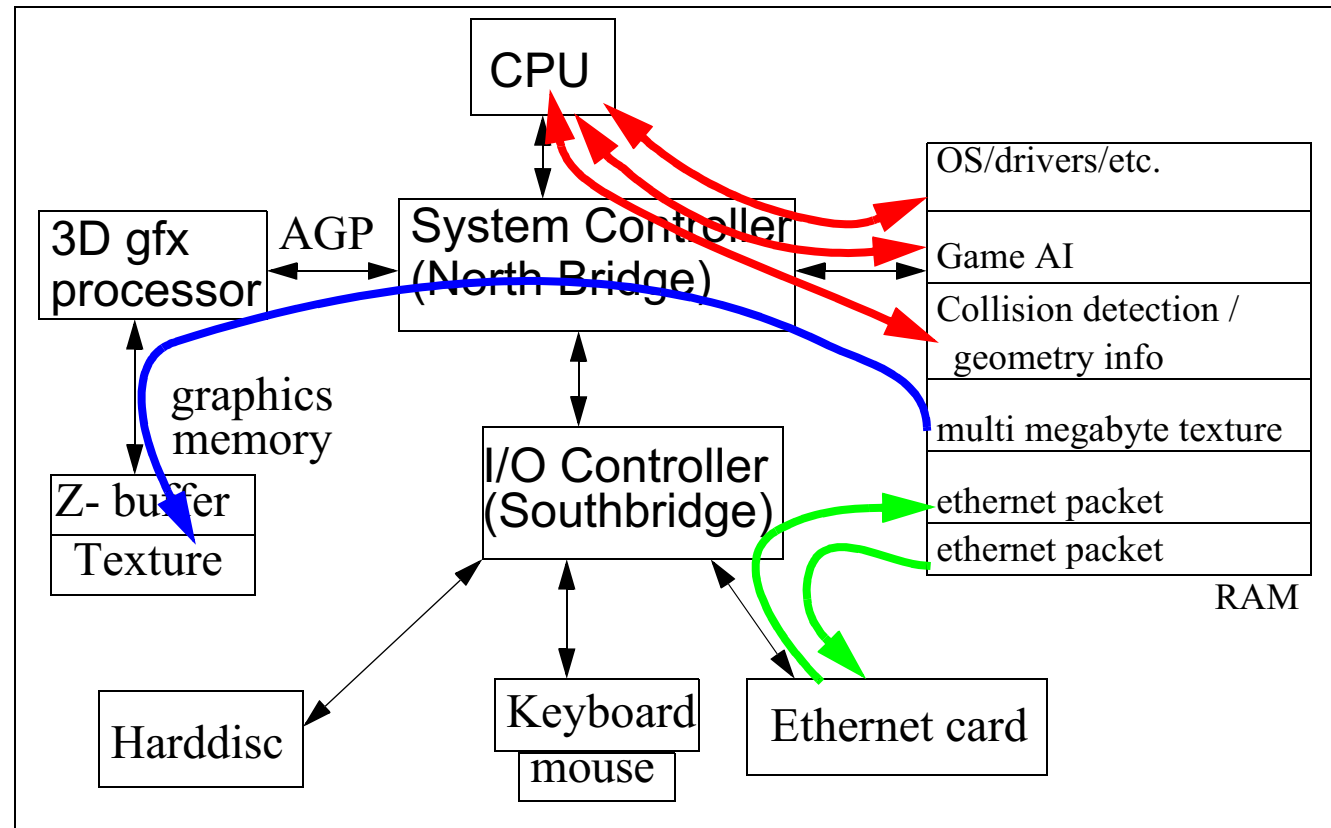 CPU
OS/drivers/etc.
3D gfx
processor
AGP
System Controller
(North Bridge)
Game AI
Collision detection /
geometry info
graphics
memory
multi megabyte texture
I/O Controller
(Southbridge)
Z- buffer
Texture
ethernet packet
ethernet packet
RAM
Harddisc
Keyboard
mouse
Ethernet card